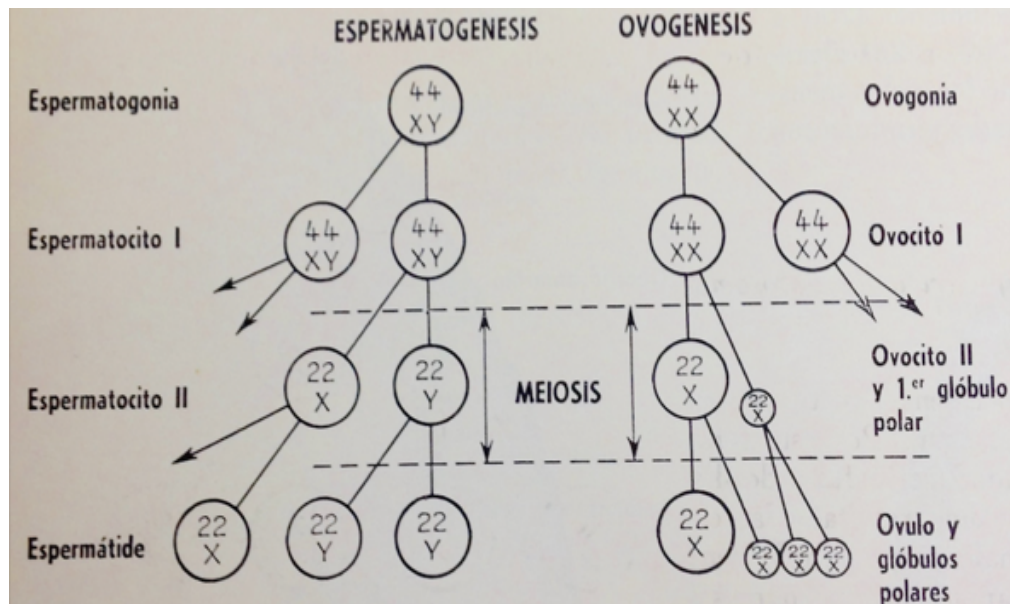 ESPERMATOGENESIS OVOGENESIS
Espermatogonia 44 44 Ovogonia
XY XX
Espermatocito I 44 44 44 44 Ovocito I
XY XY XX XX
Espermatocito II 22 22 MEIOSIS 22 22 Ovocito II
X Y X X y 1.er glóbulo
polar
Espermátide 22 22 22 22 22 22 22 Ovulo y
X Y Y X X X X glóbulos
polares